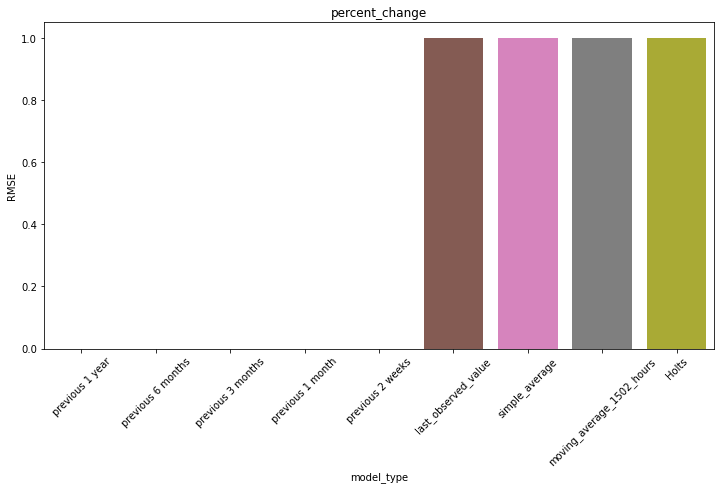 percent_change
RMSE
1.0
0.8
0.6
0.4
0.2
0.0
previous 1 year
previous 6 months
previous 3 months
previous 1 month
previous 2 weeks
last_observed_value
simple_average
moving_average_1502_hours
Holts
model_type